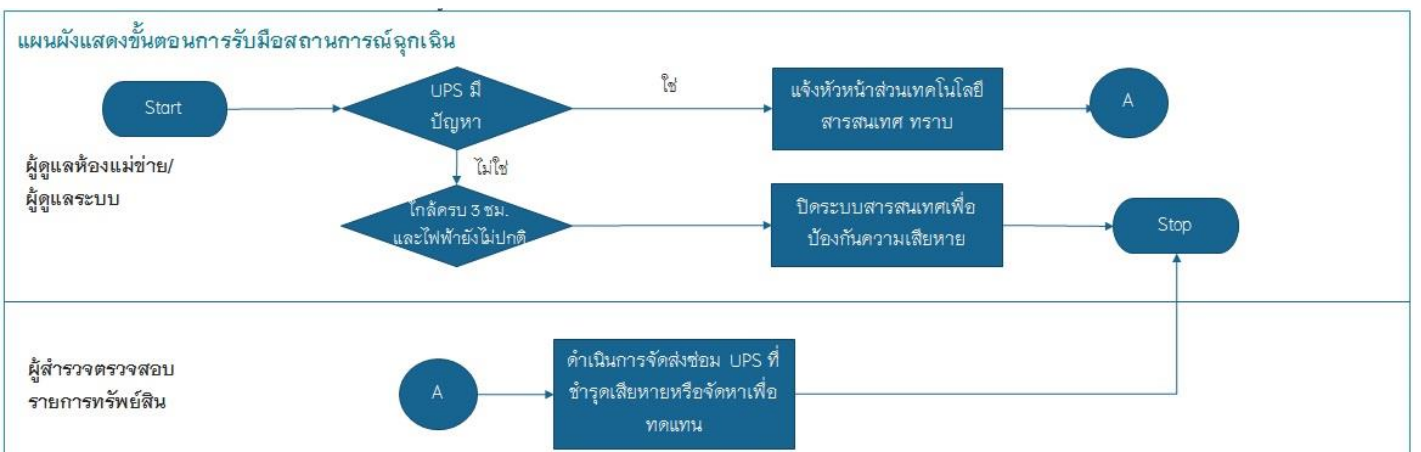 แผนผังแสดงขั้นตอนการรับมือสถานการณ์ฉุกเฉิน
Start
UPS มี
ปัญหา
ใช่
แจ้งหัวหน้าส่วนเทคโนโลยี
สารสนเทศ ทราบ
A
ผู้ดูแลห้องแม่ข่าย/
ผู้ดูแลระบบ
ไม่ใช่
ใกล้ครบ 3 ชม.
และไฟฟ้ายังไม่ปกติ
ปิดระบบสารสนเทศเพื่อ
ป้องกันความเสียหาย
Stop
ผู้สำรวจตรวจสอบ
รายการทรัพย์สิน
A
ดำเนินการจัดส่งซ่อม UPS ที่
ชำรุดเสียหายหรือจัดหาเพื่อ
ทดแทน